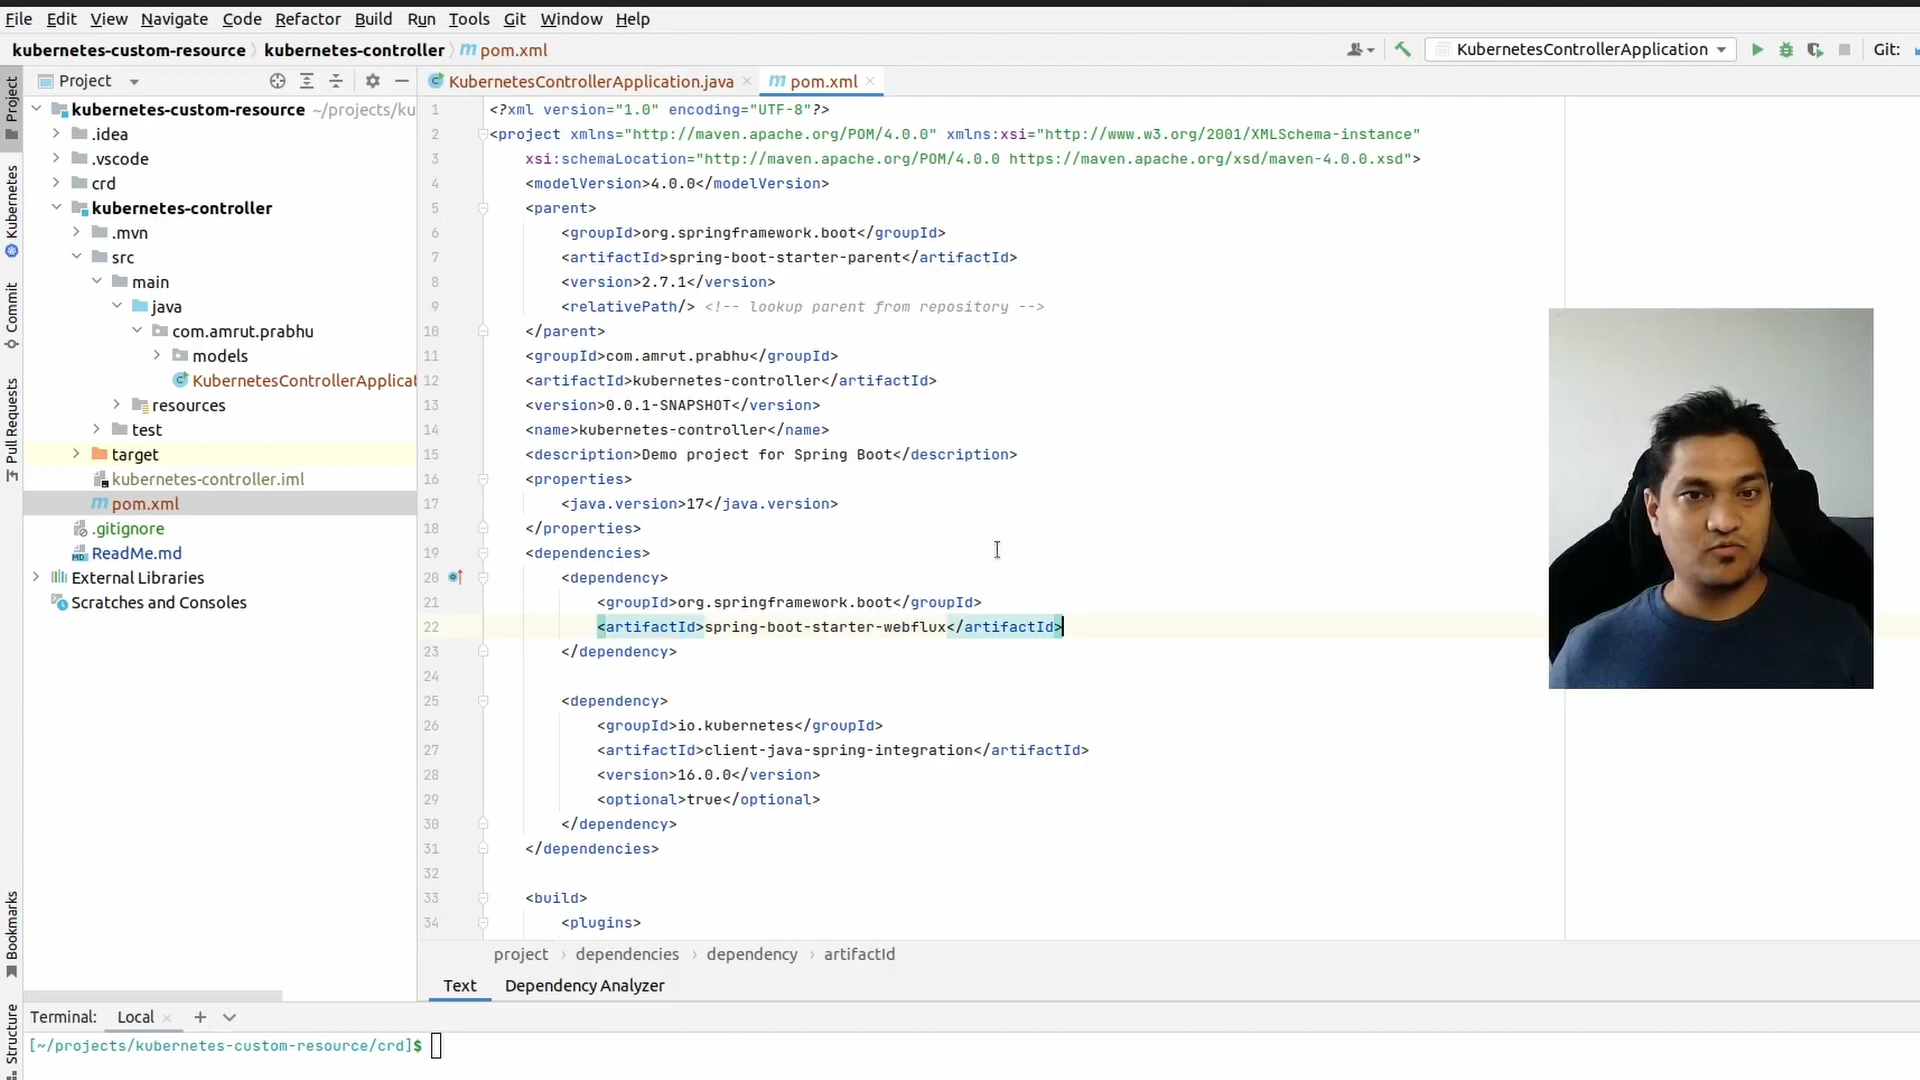 File Edit View Navigate Code Refactor Build Run Tools Git Window Help
kubernetes-custom-resource kubernetes-controller pom.xml
KubernetesControllerApplication Git:
Project
KubernetesControllerApplication.java pom.xml
kubernetes-custom-resource ~/projects/ku
.idea
.vscode
crd
kubernetes-controller
.mvn
src
main
java
com.amrut.prabhu
models
KubernetesControllerApplicat
resources
test
target
kubernetes-controller.iml
pom.xml
.gitignore
ReadMe.md
External Libraries
Scratches and Consoles
Project
Kubernetes
Commit
Pull Requests
Bookmarks
Structure
1 <?xml version="1.0" encoding="UTF-8"?>
2 <project xmlns="http://maven.apache.org/POM/4.0.0" xmlns:xsi="http://www.w3.org/2001/XMLSchema-instance"
3 xsi:schemaLocation="http://maven.apache.org/POM/4.0.0 https://maven.apache.org/xsd/maven-4.0.0.xsd">
4 <modelVersion>4.0.0</modelVersion>
5 <parent>
6 <groupId>org.springframework.boot</groupId>
7 <artifactId>spring-boot-starter-parent</artifactId>
8 <version>2.7.1</version>
9 <relativePath/> <!-- lookup parent from repository -->
10 </parent>
11 <groupId>com.amrut.prabhu</groupId>
12 <artifactId>kubernetes-controller</artifactId>
13 <version>0.0.1-SNAPSHOT</version>
14 <name>kubernetes-controller</name>
15 <description>Demo project for Spring Boot</description>
16 <properties>
17 <java.version>17</java.version>
18 </properties>
19 <dependencies>
20 <dependency>
21 <groupId>org.springframework.boot</groupId>
22 <artifactId>spring-boot-starter-webflux</artifactId>
23 </dependency>
24
25 <dependency>
26 <groupId>io.kubernetes</groupId>
27 <artifactId>client-java-spring-integration</artifactId>
28 <version>16.0.0</version>
29 <optional>true</optional>
30 </dependency>
31 </dependencies>
32
33 <build>
34 <plugins>
project dependencies dependency artifactId
Text Dependency Analyzer
Terminal: Local
[~/projects/kubernetes-custom-resource/crd]$